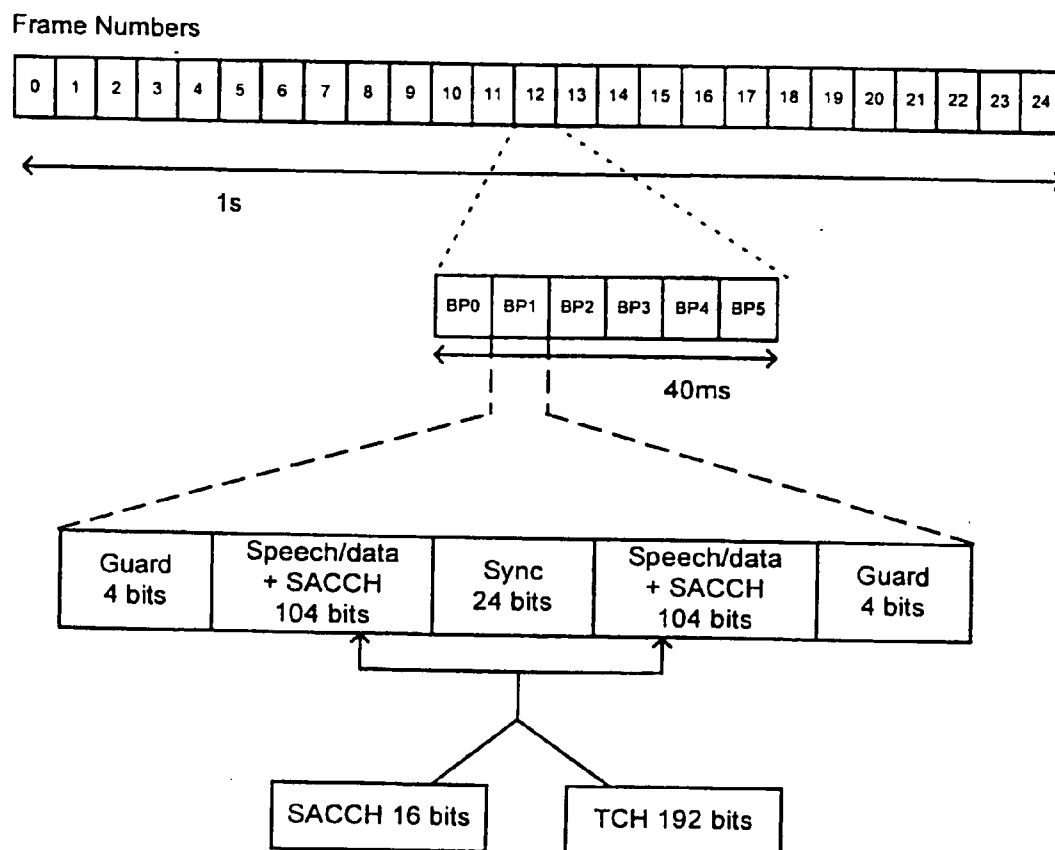 Frame Numbers
0 1 2 3 4 5 6 7 8 9 10 11 12 13 14 15 16 17 18 19 20 21 22 23 24
1s
BP0 BP1 BP2 BP3 BP4 BP5
40ms
Guard
4 bits
Speech/data
+ SACCH
104 bits
Sync
24 bits
Speech/data
+ SACCH
104 bits
Guard
4 bits
SACCH 16 bits
TCH 192 bits